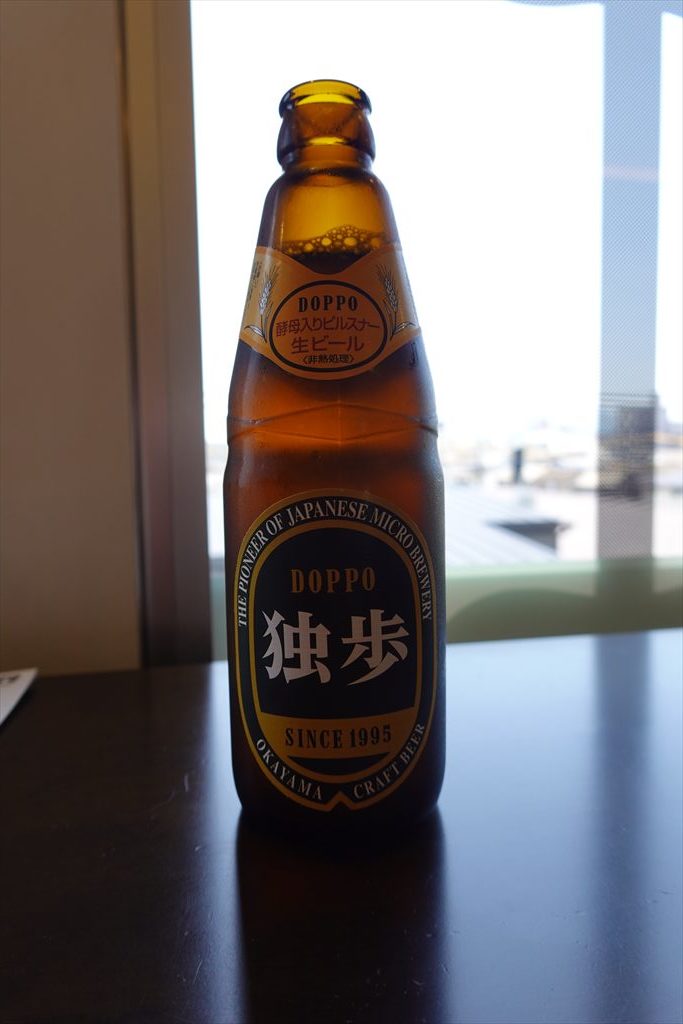 DOPPO
酵母入りピルスナー
生ビール
〈非熱処理〉
THE PIONEER OF JAPANESE MICRO BREWERY
DOPPO
独歩
SINCE 1995
OKAYAMA CRAFT BEER